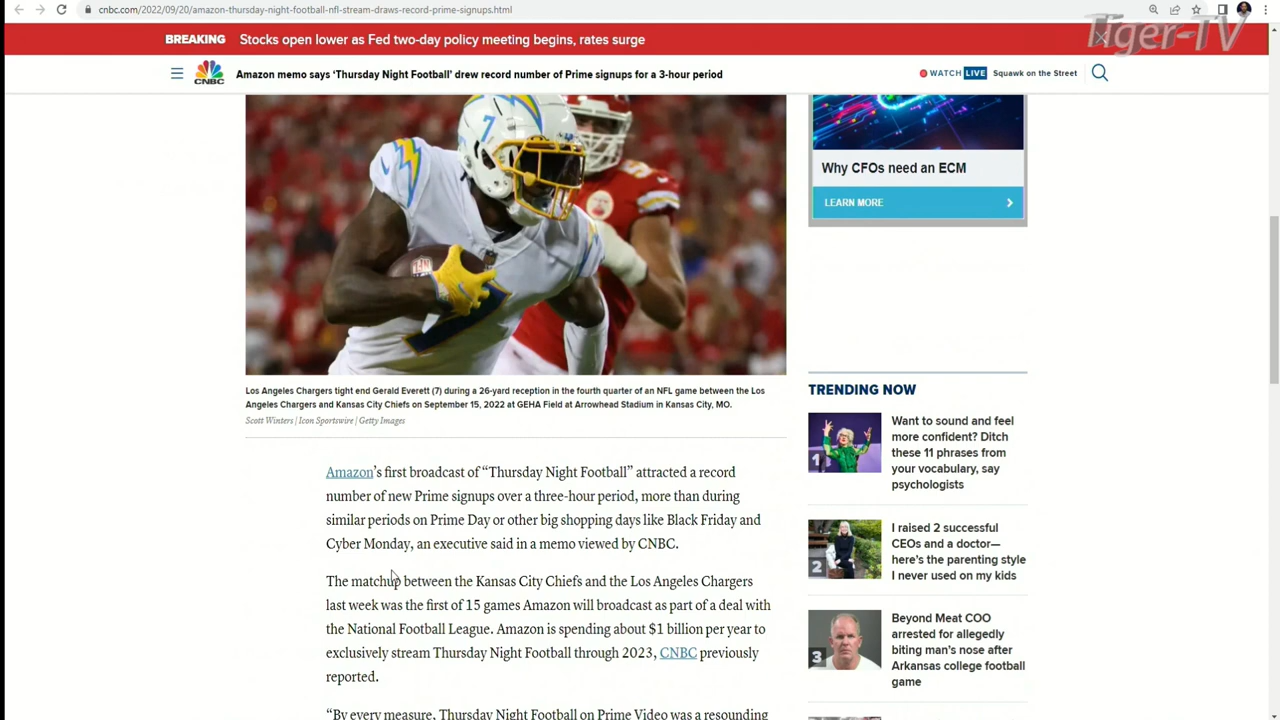 cnbc.com/2022/09/20/amazon-thursday-night-football-nfl-stream-draws-record-prime-signups.html
Tiger-TV
BREAKING Stocks open lower as Fed two-day policy meeting begins, rates surge
CNBC
Amazon memo says ‘Thursday Night Football’ drew record number of Prime signups for a 3-hour period
WATCH LIVE Squawk on the Street
7
Why CFOs need an ECM
LEARN MORE
Los Angeles Chargers tight end Gerald Everett (7) during a 26-yard reception in the fourth quarter of an NFL game between the Los
Angeles Chargers and Kansas City Chiefs on September 15, 2022 at GEHA Field at Arrowhead Stadium in Kansas City, MO.
Scott Winters | Icon Sportswire | Getty Images
Amazon’s first broadcast of “Thursday Night Football” attracted a record
number of new Prime signups over a three-hour period, more than during
similar periods on Prime Day or other big shopping days like Black Friday and
Cyber Monday, an executive said in a memo viewed by CNBC.
The matchup between the Kansas City Chiefs and the Los Angeles Chargers
last week was the first of 15 games Amazon will broadcast as part of a deal with
the National Football League. Amazon is spending about $1 billion per year to
exclusively stream Thursday Night Football through 2023, CNBC previously
reported.
“By every measure, Thursday Night Football on Prime Video was a resounding
TRENDING NOW
1
Want to sound and feel
more confident? Ditch
these 11 phrases from
your vocabulary, say
psychologists
2
I raised 2 successful
CEOs and a doctor—
here’s the parenting style
I never used on my kids
3
Beyond Meat COO
arrested for allegedly
biting man’s nose after
Arkansas college football
game